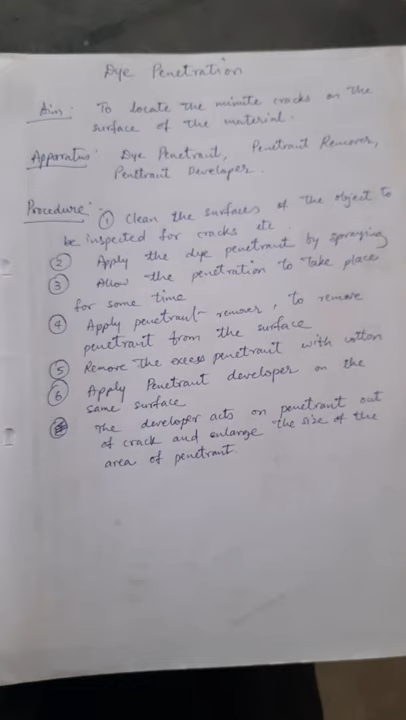 Dye Penetration
Aim: To locate the minute cracks on the
surface of the material.
Apparatus: Dye Penetrant, Penetrant Remover,
Penetrant Developer.
Procedure: ① Clean the surfaces of the object to
be inspected for cracks etc.
② Apply the dye penetrant by spraying
③ Allow the penetration to take place
for some time
④ Apply penetrant remover, to remove
penetrant from the surface
⑤ Remove the excess penetrant with cotton
⑥ Apply Penetrant developer on the
same surface
The developer acts on penetrant out
of crack and enlarge the size of the
area of penetrant.